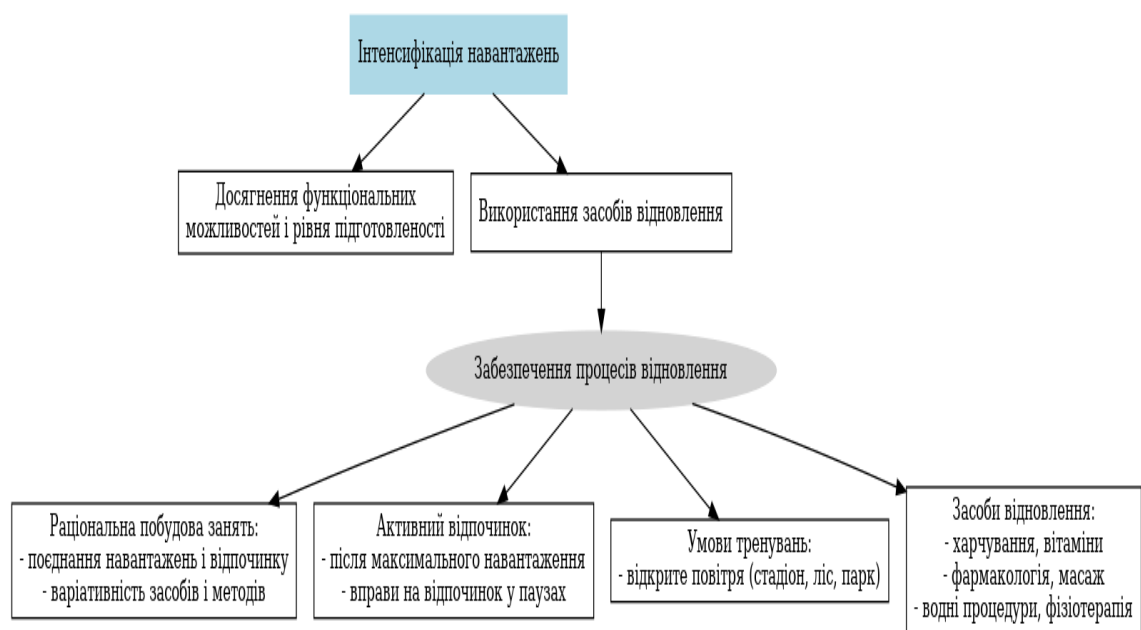 Інтенсифікація навантажень
Досягнення функціональних
можливостей і рівня підготовленості
Використання засобів відновлення
Забезпечення процесів відновлення
Раціональна побудова занять:
- поєднання навантажень і відпочинку
- варіативність засобів і методів
Активний відпочинок:
- після максимального навантаження
- вправи на відпочинок у паузах
Умови тренувань:
- відкрите повітря (стадіон, ліс, парк)
Засоби відновлення:
- харчування, вітаміни
- фармакологія, масаж
- водні процедури, фізіотерапія